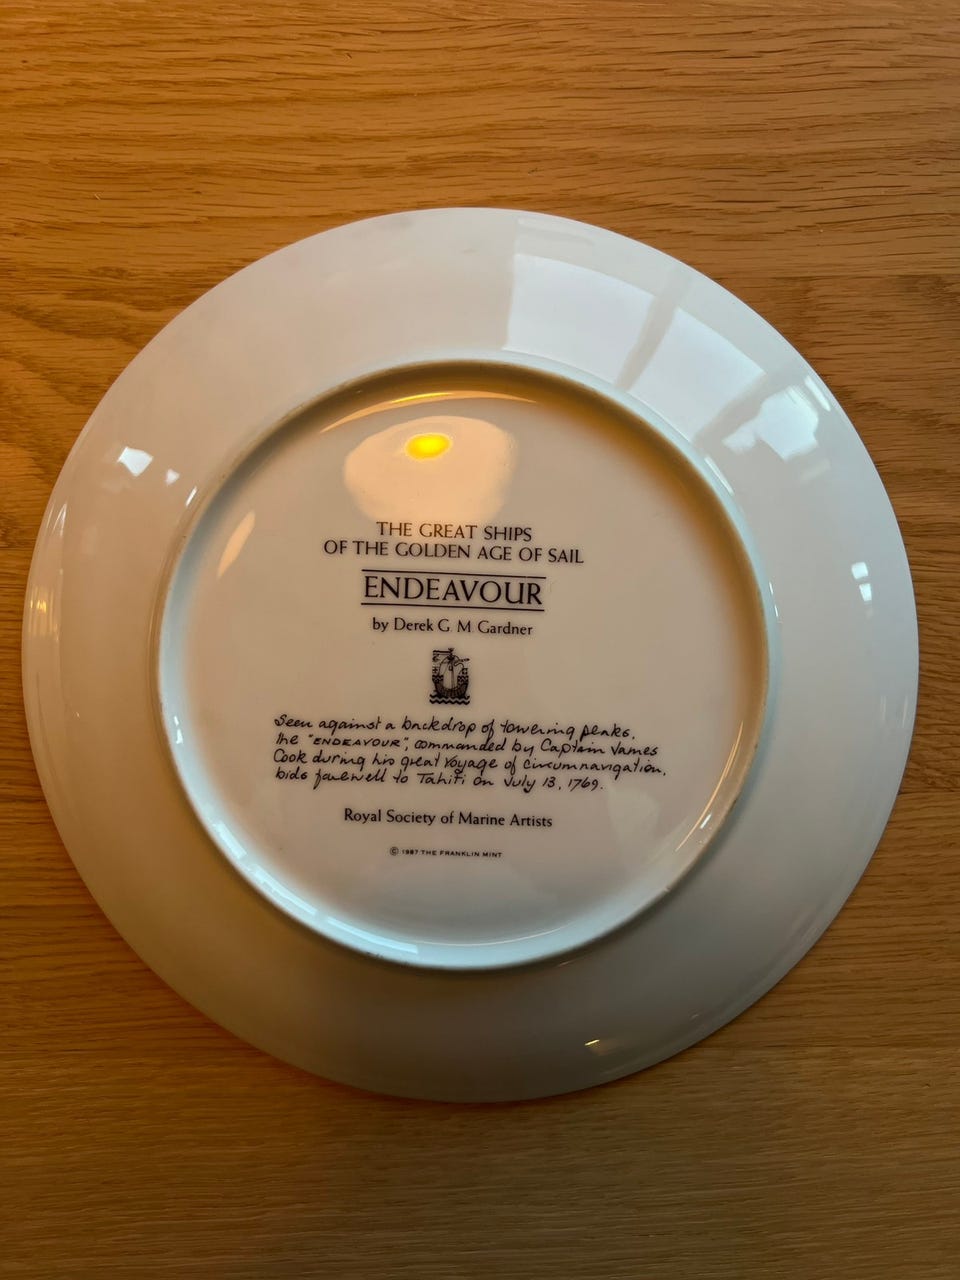 THE GREAT SHIPS
OF THE GOLDEN AGE OF SAIL
ENDEAVOUR
by Derek G. M. Gardner
Seen against a backdrop of towering peaks,
the "ENDEAVOUR", commanded by Captain James
Cook during his great voyage of circumnavigation,
bids farewell to Tahiti on July 13, 1769.
Royal Society of Marine Artists
© 1987 THE FRANKLIN MINT